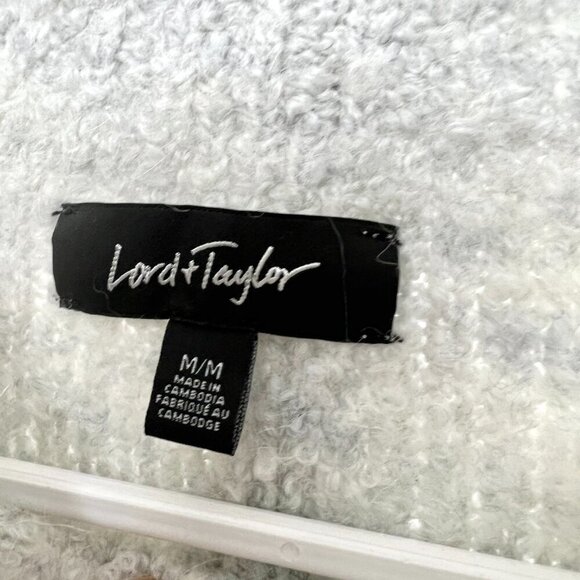 Lord + Taylor
M/M
MADE IN
CAMBODIA
FABRIQUÉ AU
CAMBODGE